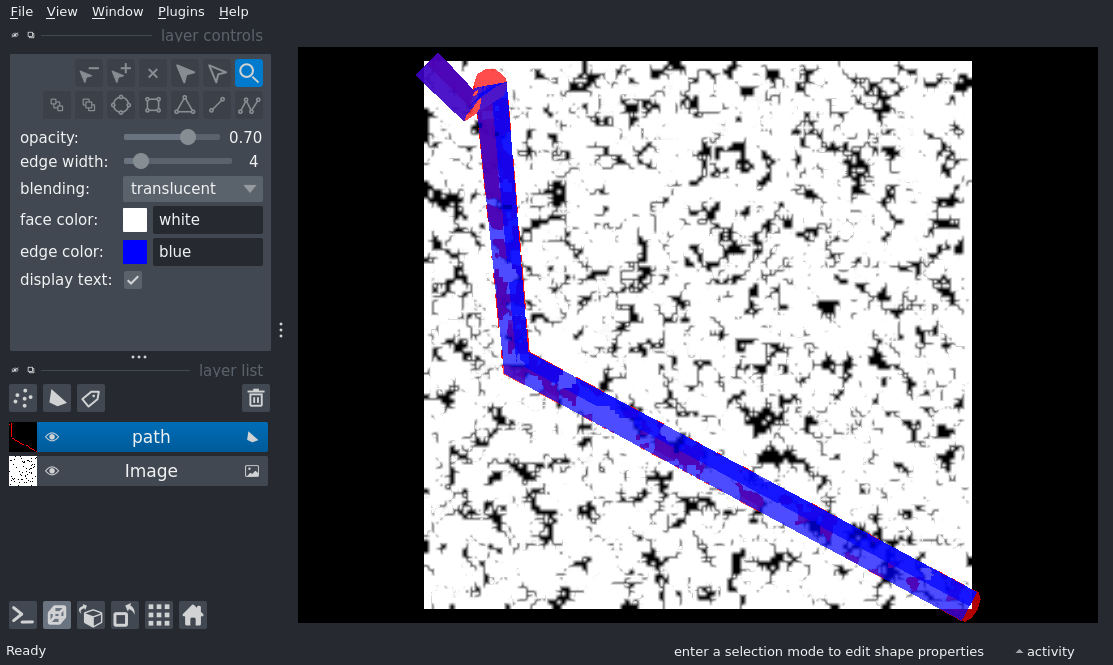 File View Window Plugins Help
layer controls
opacity: 0.70
edge width: 4
blending: translucent
face color: white
edge color: blue
display text:
layer list
path
Image
Ready
enter a selection mode to edit shape properties
activity